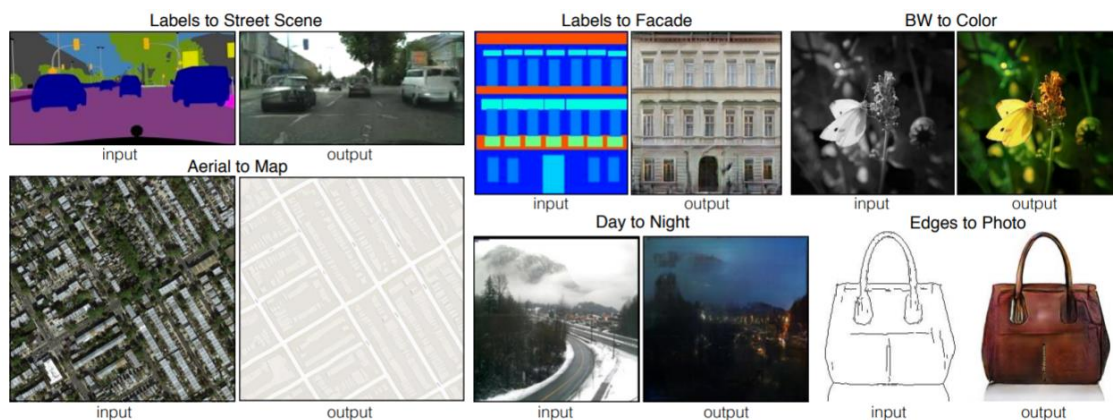 Labels to Street Scene
input
output
Aerial to Map
input
output
Labels to Facade
input
output
BW to Color
input
output
Day to Night
input
output
Edges to Photo
input
output